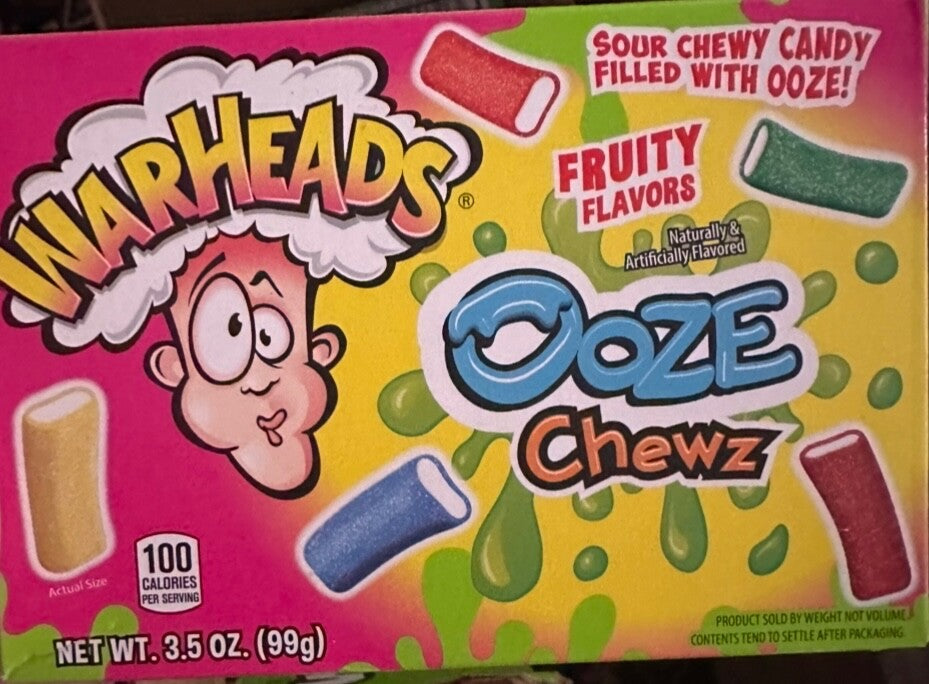 WARHEADS®
SOUR CHEWY CANDY
FILLED WITH OOZE!
FRUITY
FLAVORS
Naturally &
Artificially Flavored
OOZE
Chewz
Actual Size
100
CALORIES
PER SERVING
NET WT. 3.5 OZ. (99g)
PRODUCT SOLD BY WEIGHT NOT VOLUME.
CONTENTS TEND TO SETTLE AFTER PACKAGING.